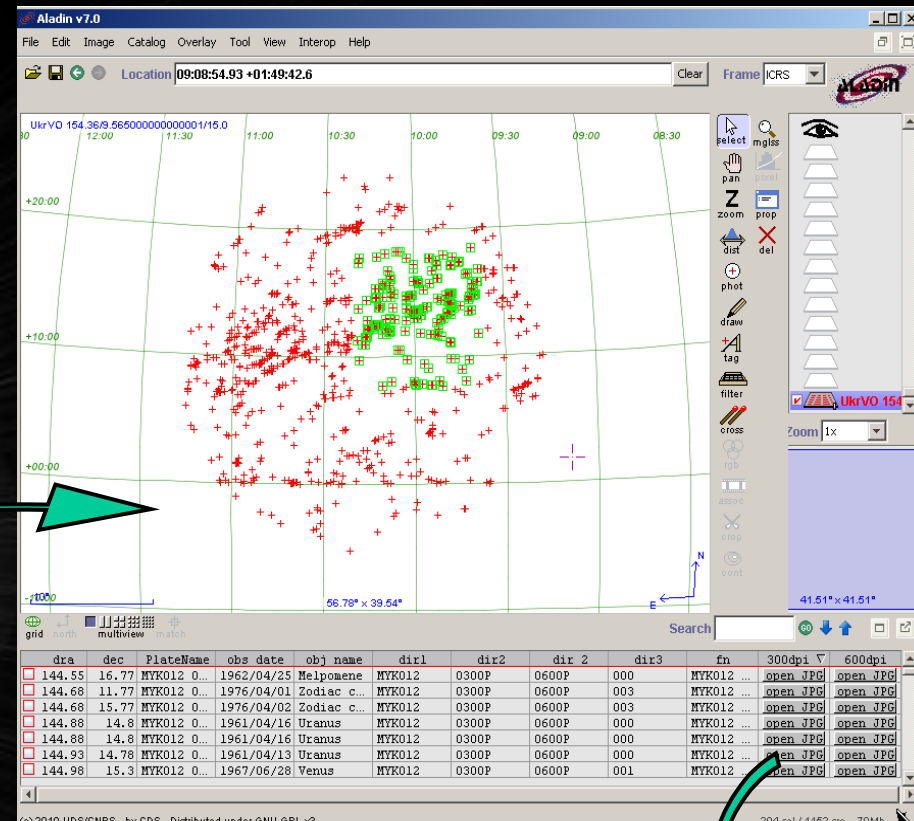 Aladin v7.0
File Edit Image Catalog Overlay Tool View Interop Help
Location 09:08:54.93 +01:49:42.6 Clear Frame ICRS
ALADIN
UkrVO 154.36/9.565000000000001/15.0
12:00 11:30 11:00 10:30 10:00 09:30 09:00 08:30
+20:00
+10:00
+00:00
10°
56.78° × 39.54°
N
E
select mglss
pan pixel
Z
zoom prop
dist del
phot
draw
tag
filter
cross
rgb
assoc
crop
cont
UkrVO 154
Zoom 1x
41.51° × 41.51°
grid north multiview match
Search GO
dra dec PlateName obs date obj name dir1 dir2 dir 2 dir3 fn 300dpi 600dpi
144.55 16.77 MYK012 0... 1962/04/25 Melpomene MYK012 0300P 0600P 000 MYK012 ... open JPG open JPG
144.68 11.77 MYK012 0... 1976/04/01 Zodiac c... MYK012 0300P 0600P 003 MYK012 ... open JPG open JPG
144.68 15.77 MYK012 0... 1976/04/02 Zodiac c... MYK012 0300P 0600P 003 MYK012 ... open JPG open JPG
144.88 14.8 MYK012 0... 1961/04/16 Uranus MYK012 0300P 0600P 000 MYK012 ... open JPG open JPG
144.88 14.8 MYK012 0... 1961/04/16 Uranus MYK012 0300P 0600P 000 MYK012 ... open JPG open JPG
144.93 14.78 MYK012 0... 1961/04/13 Uranus MYK012 0300P 0600P 000 MYK012 ... open JPG open JPG
144.98 15.3 MYK012 0... 1967/06/28 Venus MYK012 0300P 0600P 001 MYK012 ... open JPG open JPG